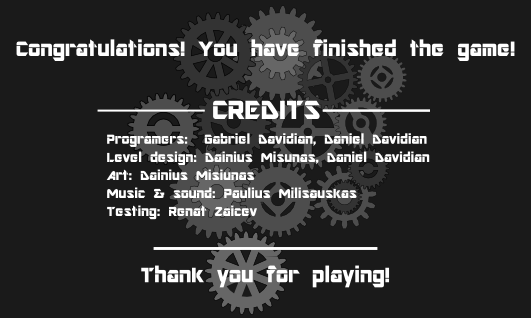 Congratulations! You have finished the game!
CREDITS
Programers: Gabriel Davidian, Daniel Davidian
Level design: Dainius Misunas, Daniel Davidian
Art: Dainius Misiunas
Music & sound: Paulius Milisauskas
Testing: Renat Zaicev
Thank you for playing!